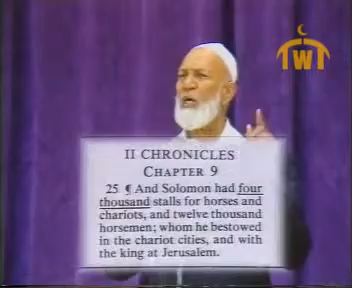 W
II CHRONICLES
CHAPTER 9
25 ¶ And Solomon had four
thousand stalls for horses and
chariots, and twelve thousand
horsemen; whom he bestowed
in the chariot cities, and with
the king at Jerusalem.